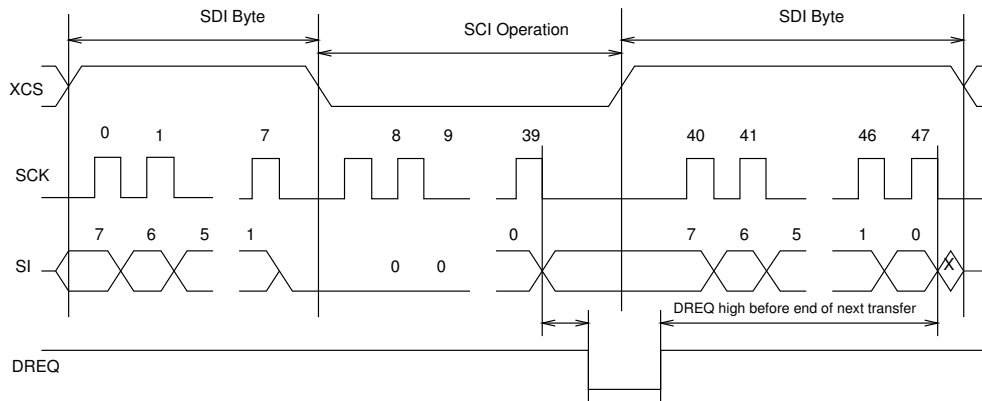 SDI Byte SCI Operation SDI Byte
XCS
0 1 7 8 9 39 40 41 46 47
SCK
7 6 5 1 0 7 6 5 1 0
SI 0 0 X
DREQ high before end of next transfer
DREQ